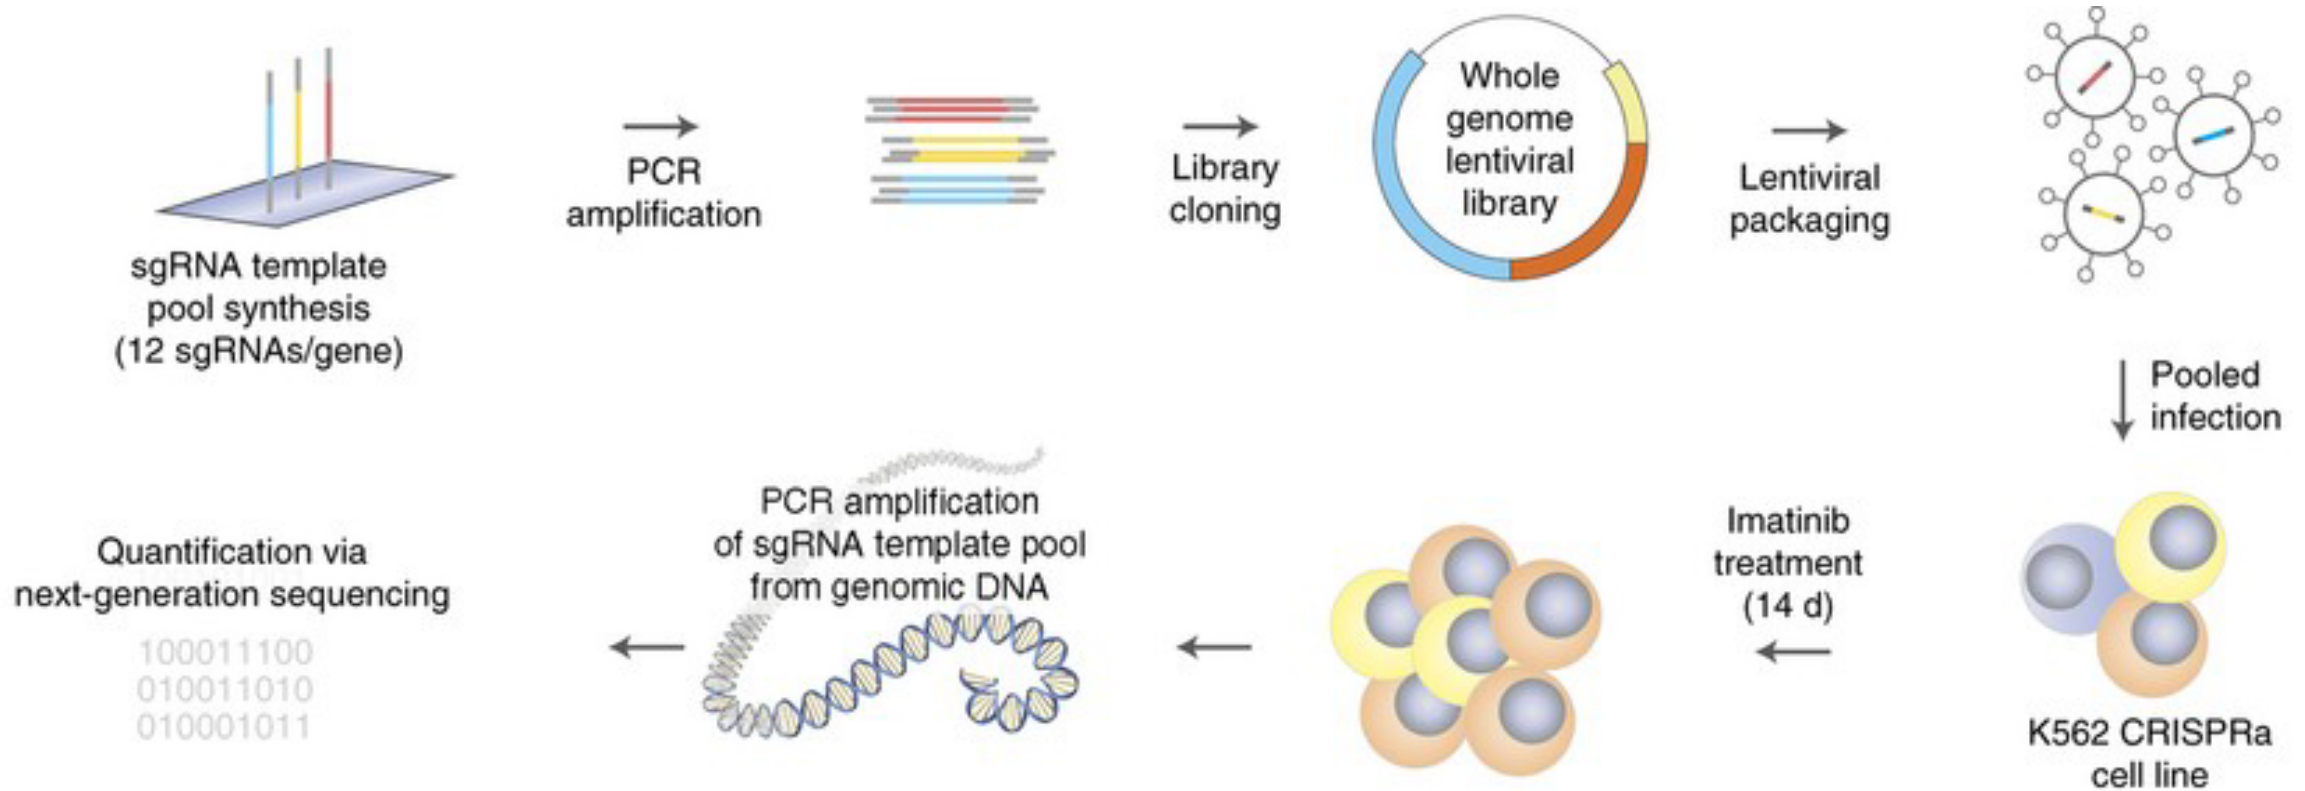 sgRNA template
pool synthesis
(12 sgRNAs/gene)
PCR
amplification
Library
cloning
Whole
genome
lentiviral
library
Lentiviral
packaging
Pooled
infection
K562 CRISPRa
cell line
Imatinib
treatment
(14 d)
PCR amplification
of sgRNA template pool
from genomic DNA
Quantification via
next-generation sequencing
100011100
010011010
010001011